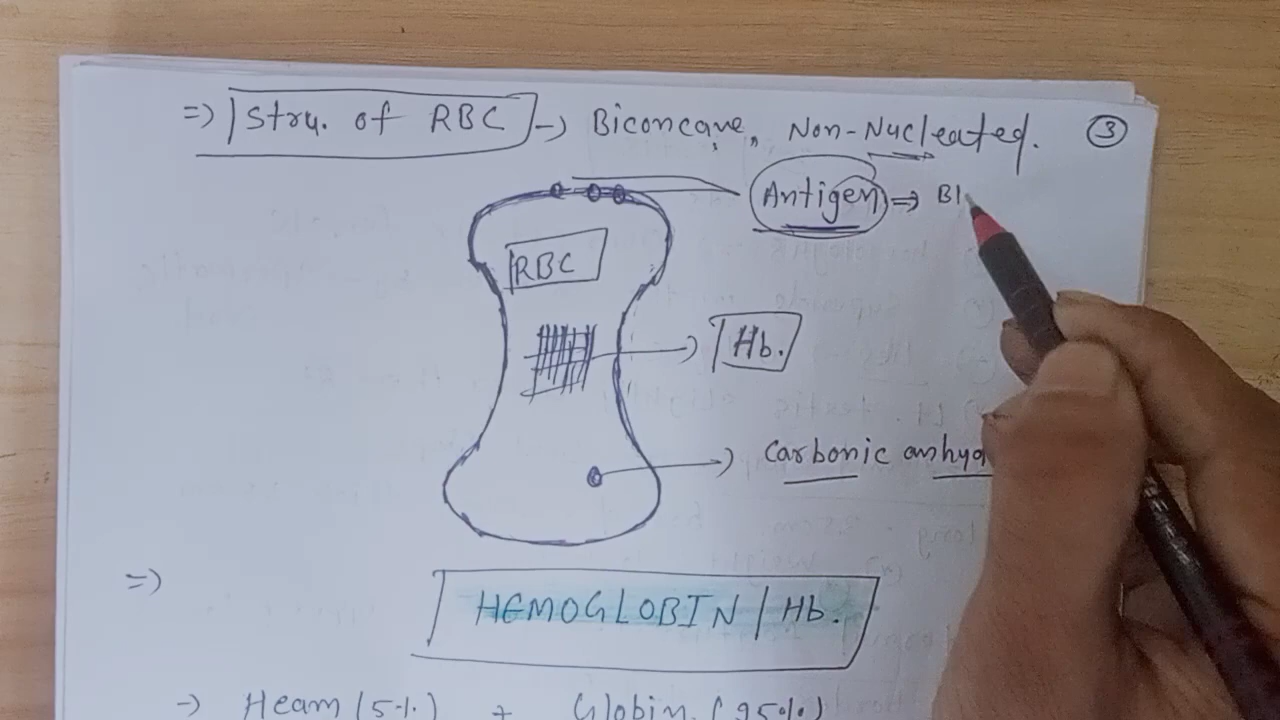 => Stru. of RBC -> Biconcave, Non-Nucleated. 3
Antigen => Bl
RBC
Hb.
Carbonic anhyd
=> HEMOGLOBIN / Hb.
-> Heam (5%) + Globin (95%)